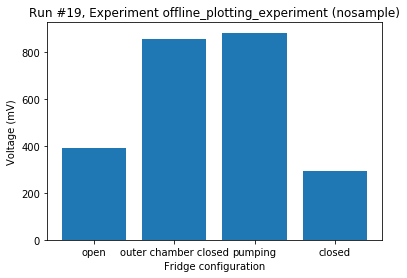 Run #19, Experiment offline_plotting_experiment (nosample)
800
600
400
200
0
Voltage (mV)
open outer chamber closed pumping closed
Fridge configuration